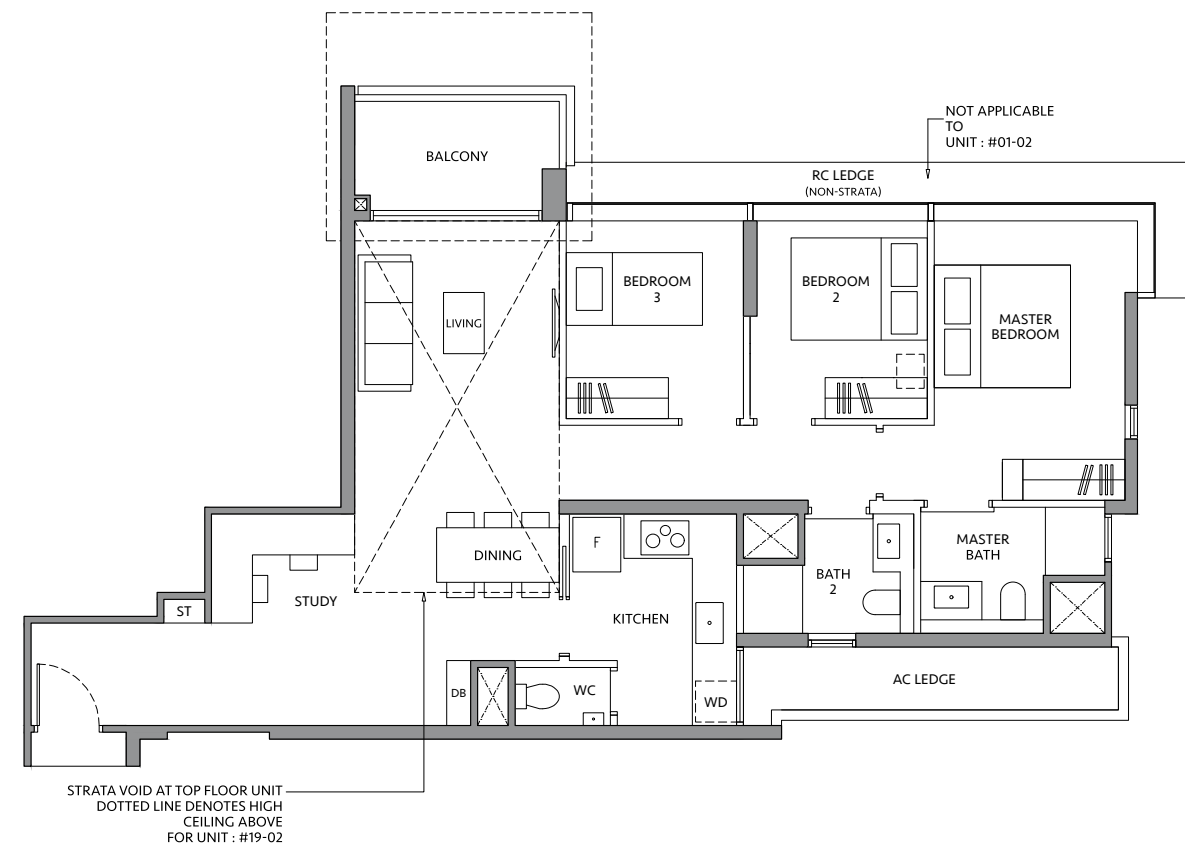 NOT APPLICABLE
TO
UNIT : #01-02
BALCONY
RC LEDGE
(NON-STRATA)
BEDROOM
3
BEDROOM
2
LIVING
MASTER
BEDROOM
F
DINING
MASTER
BATH
BATH
2
STUDY
ST
KITCHEN
AC LEDGE
DB
WC
WD
STRATA VOID AT TOP FLOOR UNIT
DOTTED LINE DENOTES HIGH
CEILING ABOVE
FOR UNIT : #19-02